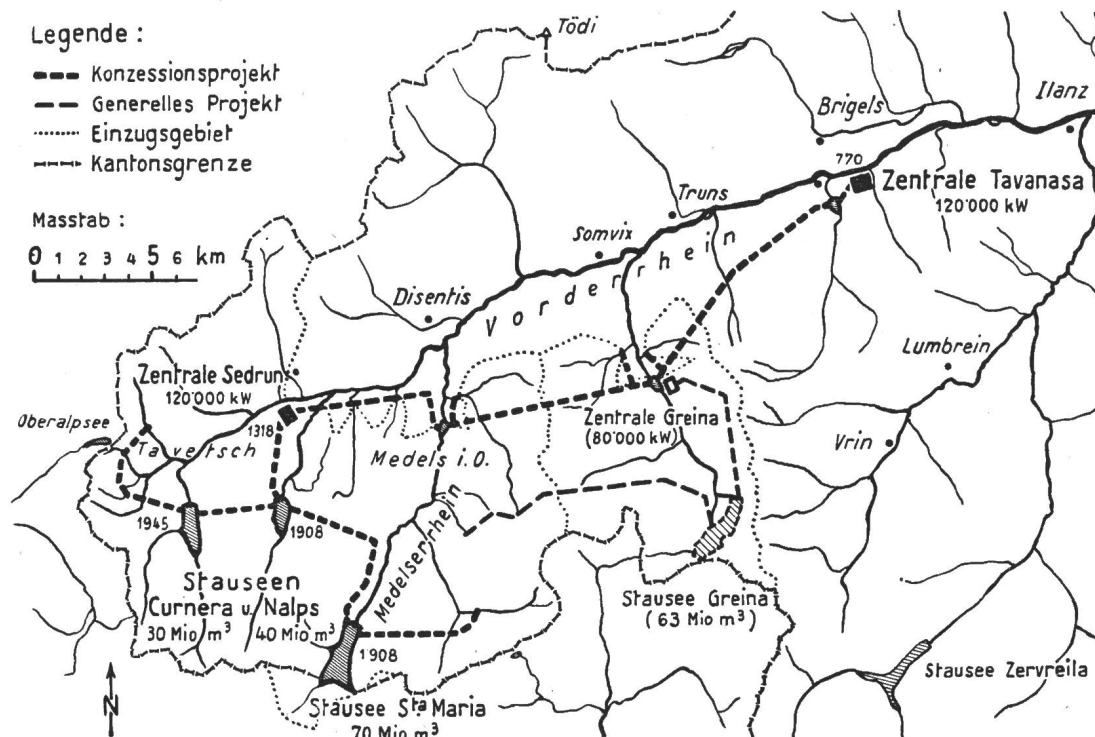 Legende :
Konzessionsprojekt
Generelles Projekt
Einzugsgebiet
Kantonsgrenze
Masstab :
0 1 2 3 4 5 6 km
Tödi
Brigels
Ilanz
770
Zentrale Tavanasa
120'000 kW
Truns
Somvix
Vorderrhein
Disentis
Lumbrein
Zentrale Sedrun
120'000 kW
Oberalpsee
1318
Tavetsch
Medels i.O.
Zentrale Greina
(80'000 kW)
Vrin
1945
1908
Medelserrhein
Stauseen
Curnera u. Nalps
30 Mio m³ 40 Mio m³
Stausee Greina
(63 Mio m³)
1908
Stausee Zervreila
N
Stausee Sta Maria
70 Mio m³